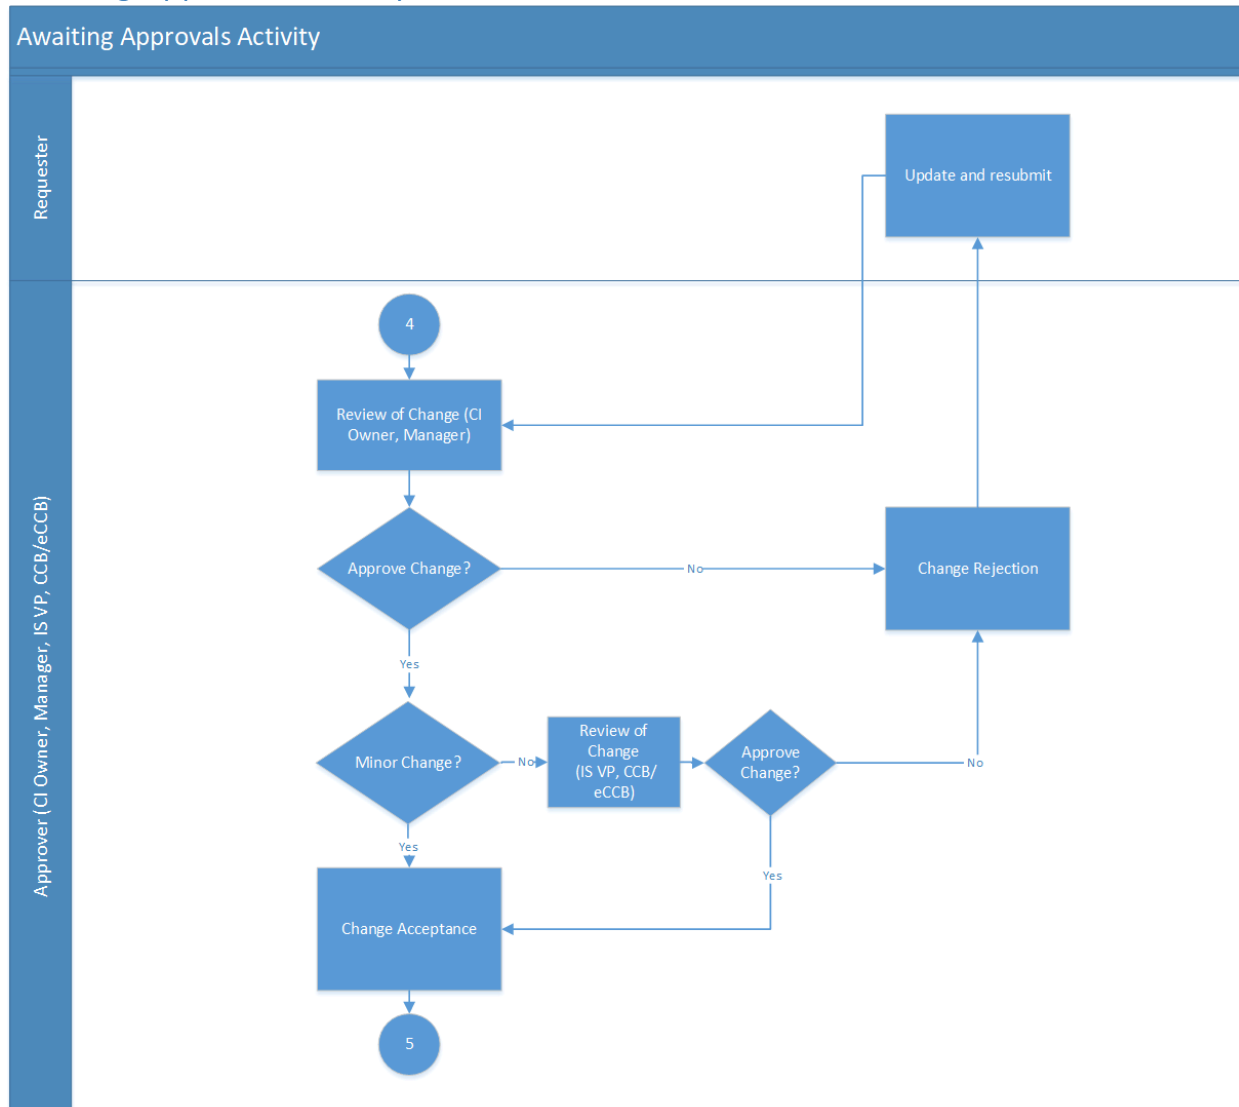 Awaiting Approvals Activity
Requester
Update and resubmit
Approver (CI Owner, Manager, IS VP, CCB/eCCB)
4
Review of Change (CI
Owner, Manager)
Approve Change?
No
Change Rejection
Yes
Minor Change?
No
Review of
Change
(IS VP, CCB/
eCCB)
Approve
Change?
No
Yes
Yes
Change Acceptance
5